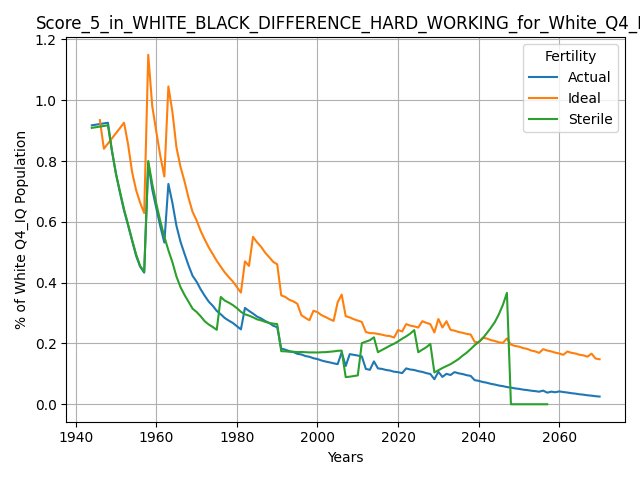 Score_5_in_WHITE_BLACK_DIFFERENCE_HARD_WORKING_for_White_Q4_I
1.2
1.0
0.8
0.6
0.4
0.2
0.0
% of White Q4_IQ Population
Fertility
Actual
Ideal
Sterile
1940 1960 1980 2000 2020 2040 2060
Years